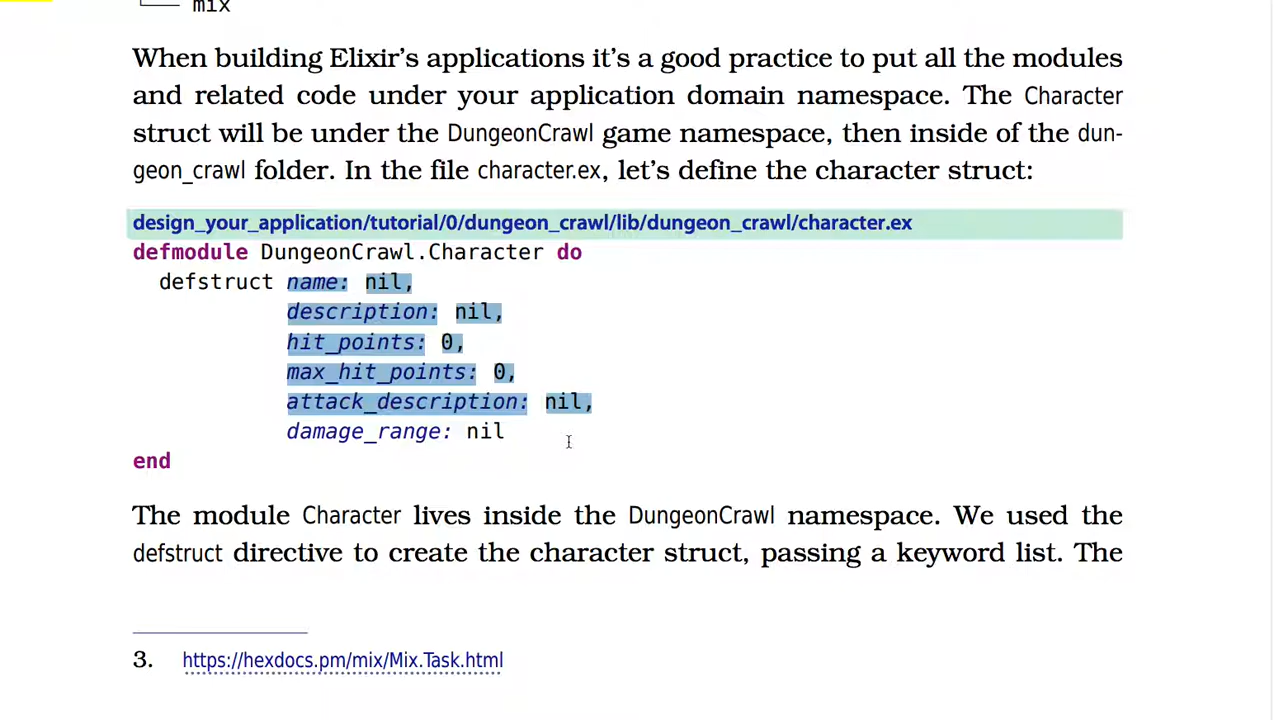 └── mix
When building Elixir’s applications it’s a good practice to put all the modules
and related code under your application domain namespace. The Character
struct will be under the DungeonCrawl game namespace, then inside of the dun-
geon_crawl folder. In the file character.ex, let’s define the character struct:
design_your_application/tutorial/0/dungeon_crawl/lib/dungeon_crawl/character.ex
defmodule DungeonCrawl.Character do
  defstruct name: nil,
            description: nil,
            hit_points: 0,
            max_hit_points: 0,
            attack_description: nil,
            damage_range: nil
end
The module Character lives inside the DungeonCrawl namespace. We used the
defstruct directive to create the character struct, passing a keyword list. The
3. https://hexdocs.pm/mix/Mix.Task.html